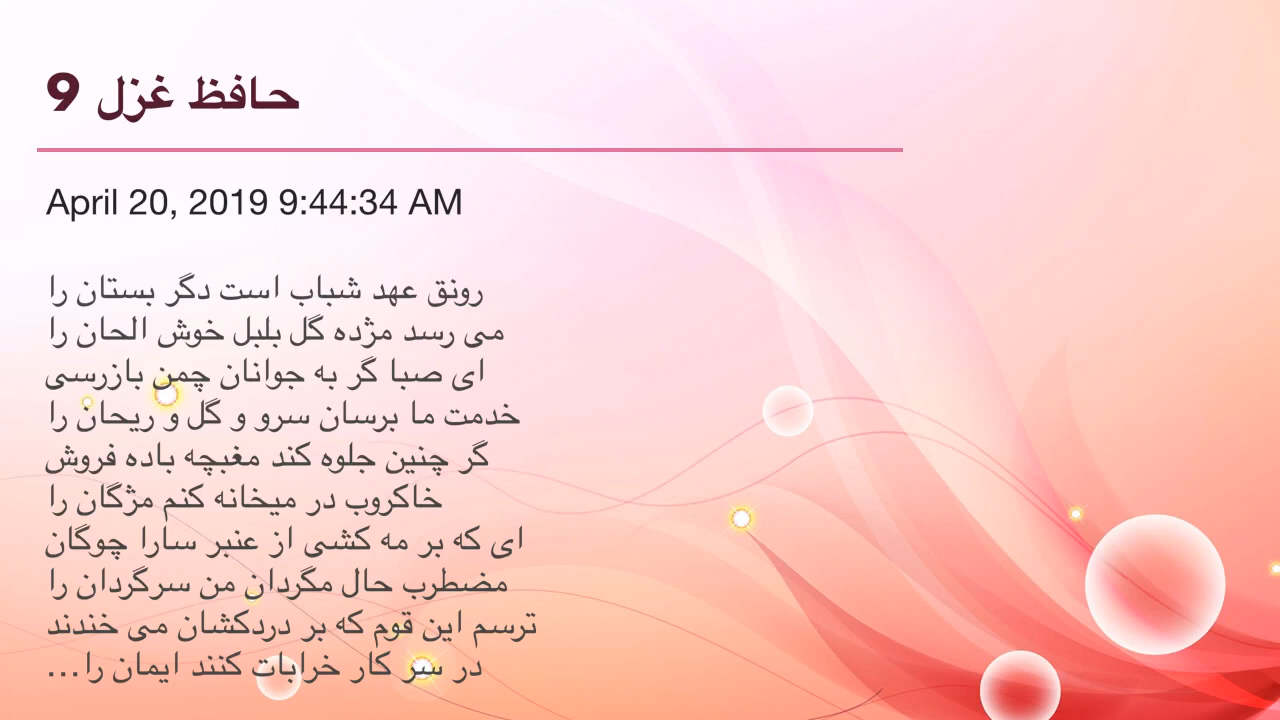 حافظ غزل 9
April 20, 2019 9:44:34 AM
رونق عهد شباب است دگر بستان را
می رسد مژده گل بلبل خوش الحان را
ای صبا گر به جوانان چمن بازرسی
خدمت ما برسان سرو و گل و ریحان را
گر چنین جلوه کند مغبچه باده فروش
خاکروب در میخانه کنم مژگان را
ای که بر مه کشی از عنبر سارا چوگان
مضطرب حال مگردان من سرگردان را
ترسم این قوم که بر دردکشان می خندند
در سر کار خرابات کنند ایمان را...